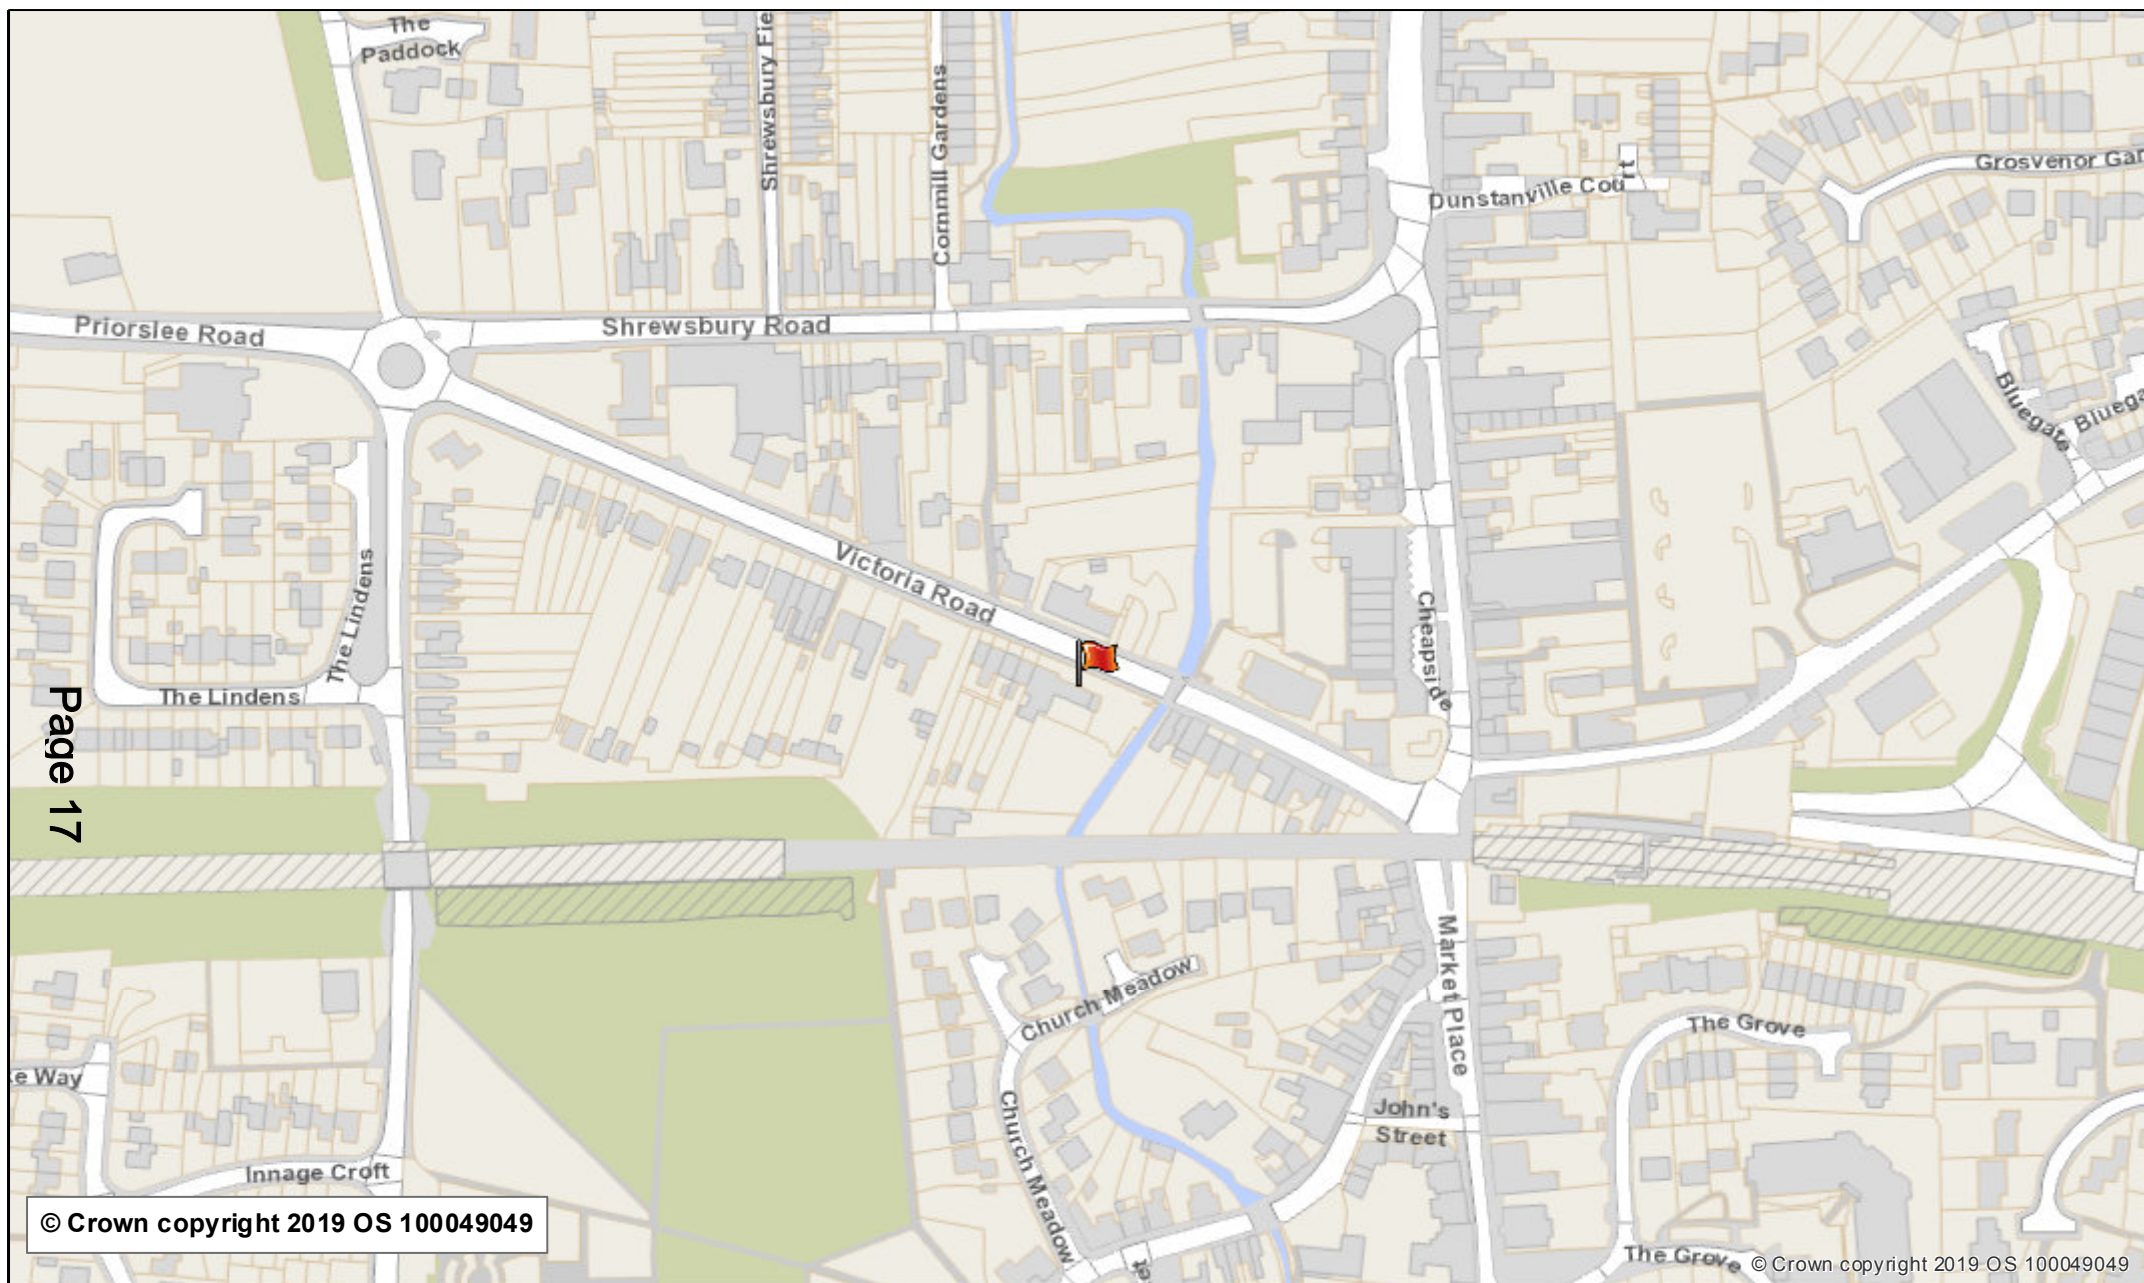 The
Paddock
Shrewsbury Fie
Cornmill Gardens
Grosvenor Gar
Dunstanville Court
Priorslee Road
Shrewsbury Road
Bluegate
Bluega
Victoria Road
The Lindens
Cheapside
The Lindens
Page 17
Market Place
Church Meadow
The Grove
e Way
John's
Street
Church Meadow
Innage Croft
© Crown copyright 2019 OS 100049049
The Grove
© Crown copyright 2019 OS 100049049